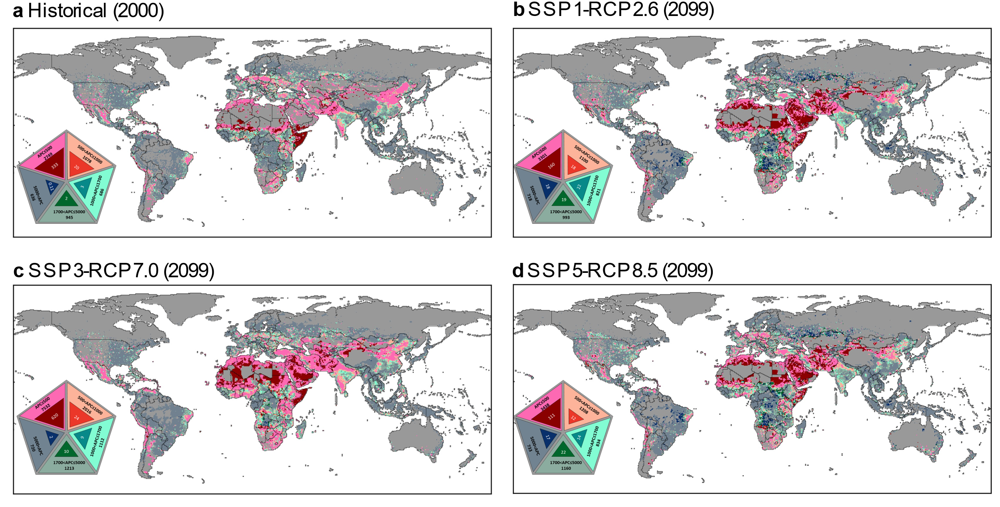 a Historical (2000)
APC≤500
2749
333
500<APC≤1000
1078
20
1000<APC≤1700
686
3
1700<APC≤5000
945
2
5000<APC
636
0.11
b SSP1-RCP2.6 (2099)
APC≤500
3301
160
500<APC≤1000
1100
18
1000<APC≤1700
821
22
1700<APC≤5000
993
19
5000<APC
718
18
c SSP3-RCP7.0 (2099)
APC≤500
7532
620
500<APC≤1000
2016
24
1000<APC≤1700
1112
9
1700<APC≤5000
1213
10
5000<APC
720
2
d SSP5-RCP8.5 (2099)
APC≤500
3438
111
500<APC≤1000
1208
12
1000<APC≤1700
834
14
1700<APC≤5000
1160
22
5000<APC
733
17